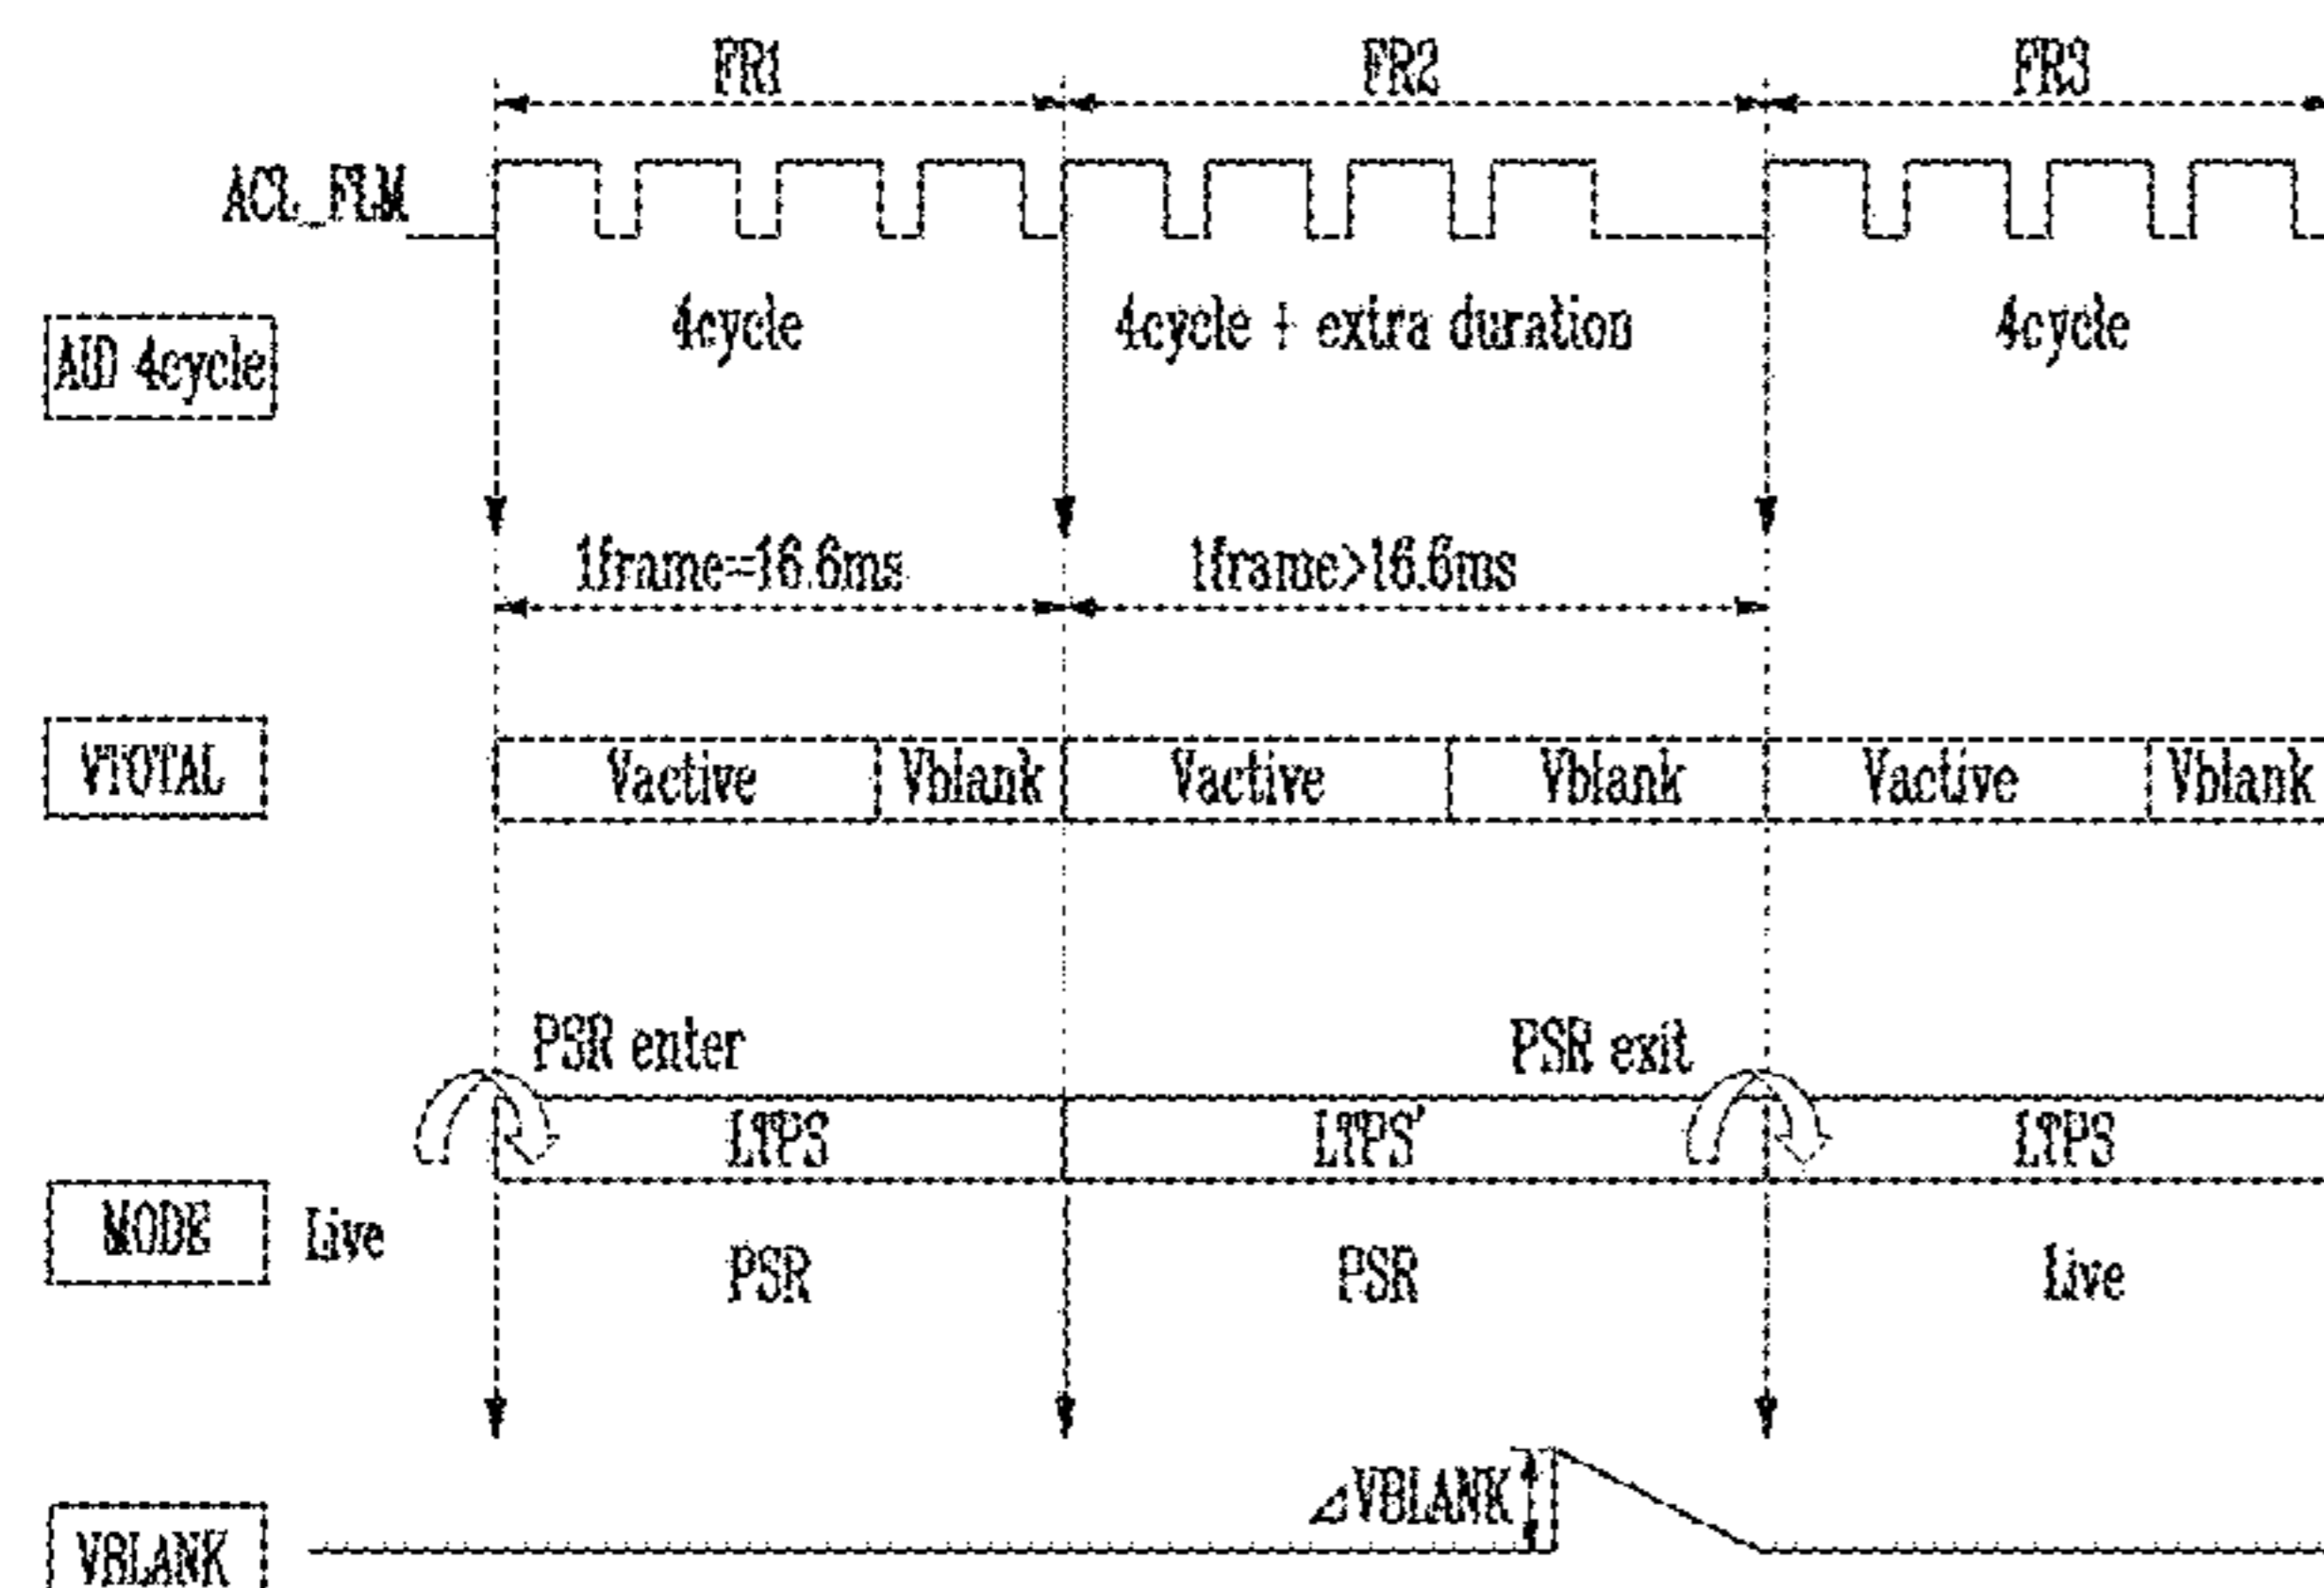 FR1 FR2 FR3
ACL_FLM
4cycle 4cycle + extra duration 4cycle
AID 4cycle
1frame=16.6ms 1frame>16.6ms
VTOTAL Vactive Vblank Vactive Vblank Vactive Vblank
PSR enter PSR exit
LTPS LTPS' LTPS
MODE Live PSR PSR Live
⊿VBLANK
VBLANK